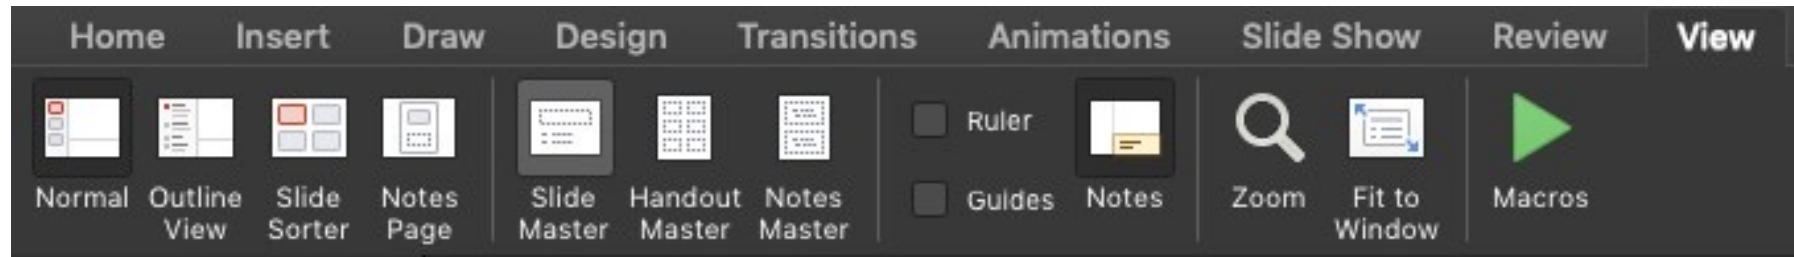 Home Insert Draw Design Transitions Animations Slide Show Review View
Normal
Outline View
Slide Sorter
Notes Page
Slide Master
Handout Master
Notes Master
Ruler
Guides
Notes
Zoom
Fit to Window
Macros